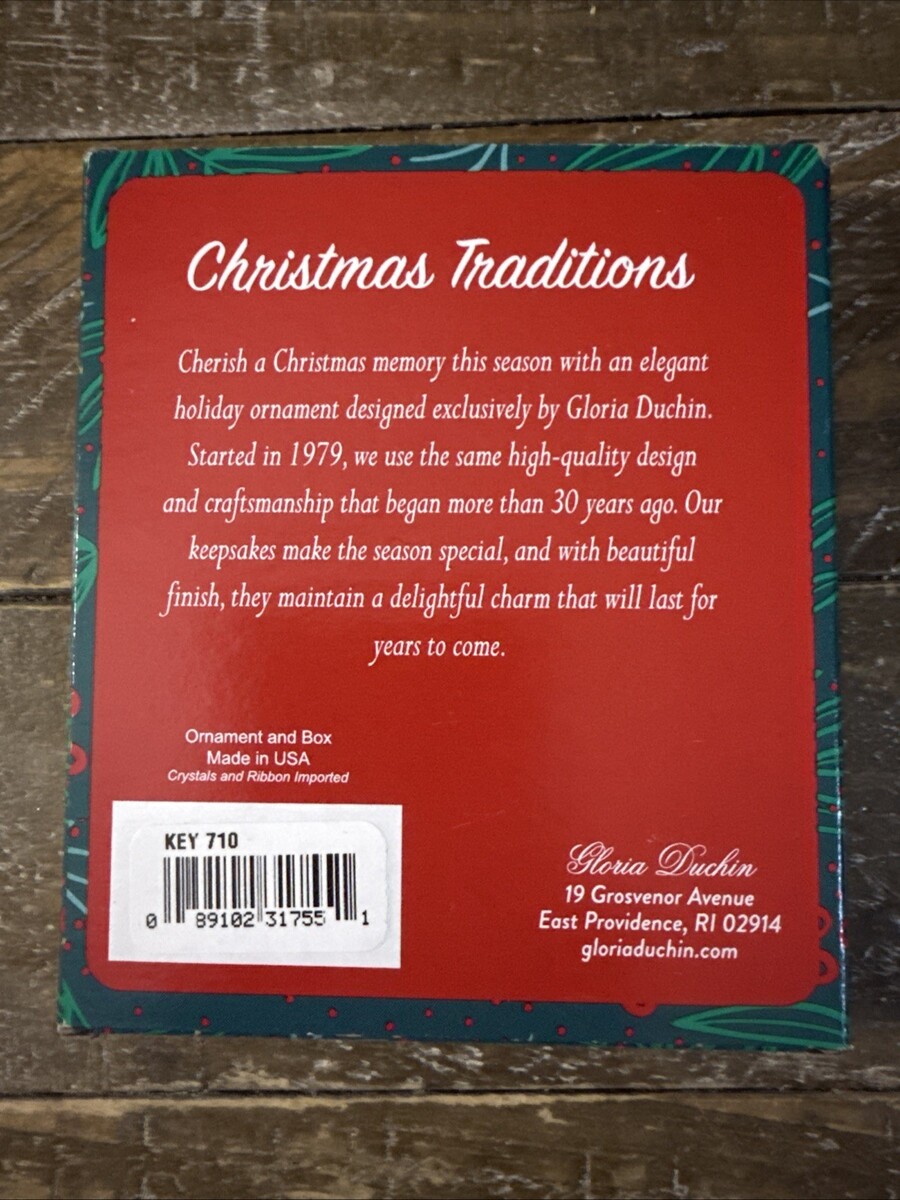 Christmas Traditions
Cherish a Christmas memory this season with an elegant
holiday ornament designed exclusively by Gloria Duchin.
Started in 1979, we use the same high-quality design
and craftsmanship that began more than 30 years ago. Our
keepsakes make the season special, and with beautiful
finish, they maintain a delightful charm that will last for
years to come.
Ornament and Box
Made in USA
Crystals and Ribbon Imported
KEY 710
0 89102 31755 1
Gloria Duchin
19 Grosvenor Avenue
East Providence, RI 02914
gloriaduchin.com